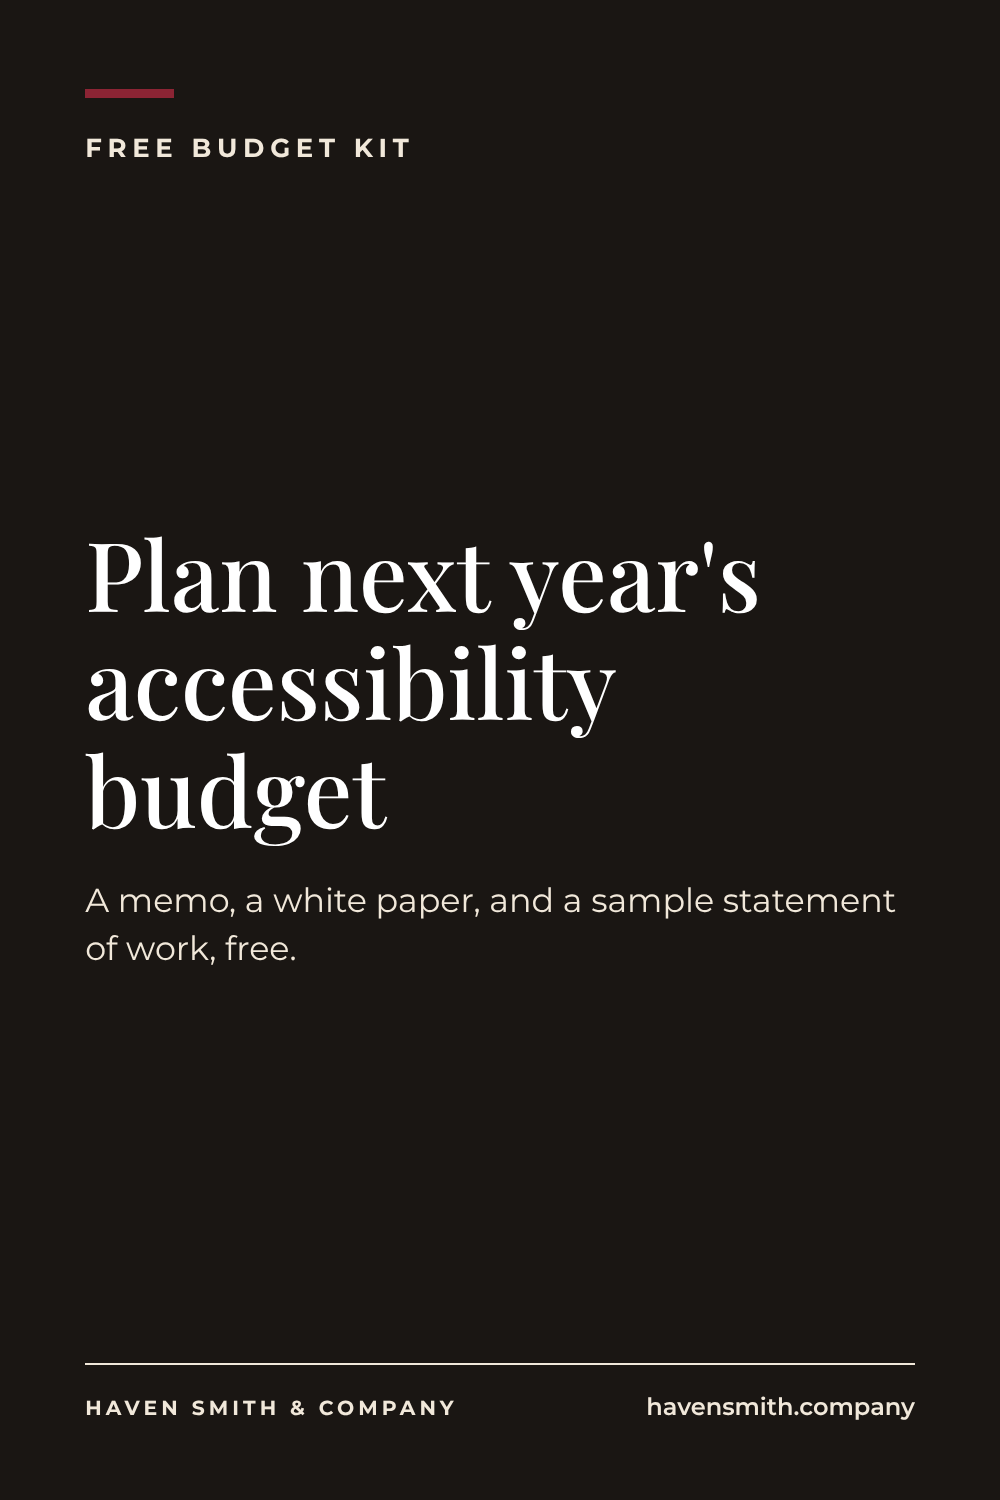 FREE BUDGET KIT
Plan next year's
accessibility
budget
A memo, a white paper, and a sample statement
of work, free.
HAVEN SMITH & COMPANY
havensmith.company